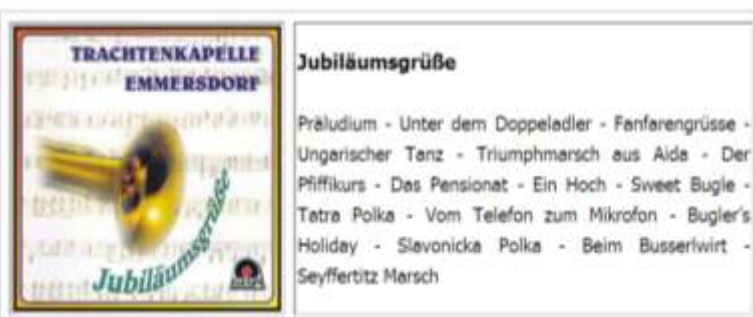 TRACHTENKAPELLE
EMMERSDORF
Jubiläumsgrüße
Jubiläumsgrüße
Präludium - Unter dem Doppeladler - Fanfarengrüsse -
Ungarischer Tanz - Triumphmarsch aus Aida - Der
Pfiffikurs - Das Pensionat - Ein Hoch - Sweet Bugle -
Tatra Polka - Vom Telefon zum Mikrofon - Bugler's
Holiday - Slavonicka Polka - Beim Busserlwirt -
Seyffertitz Marsch